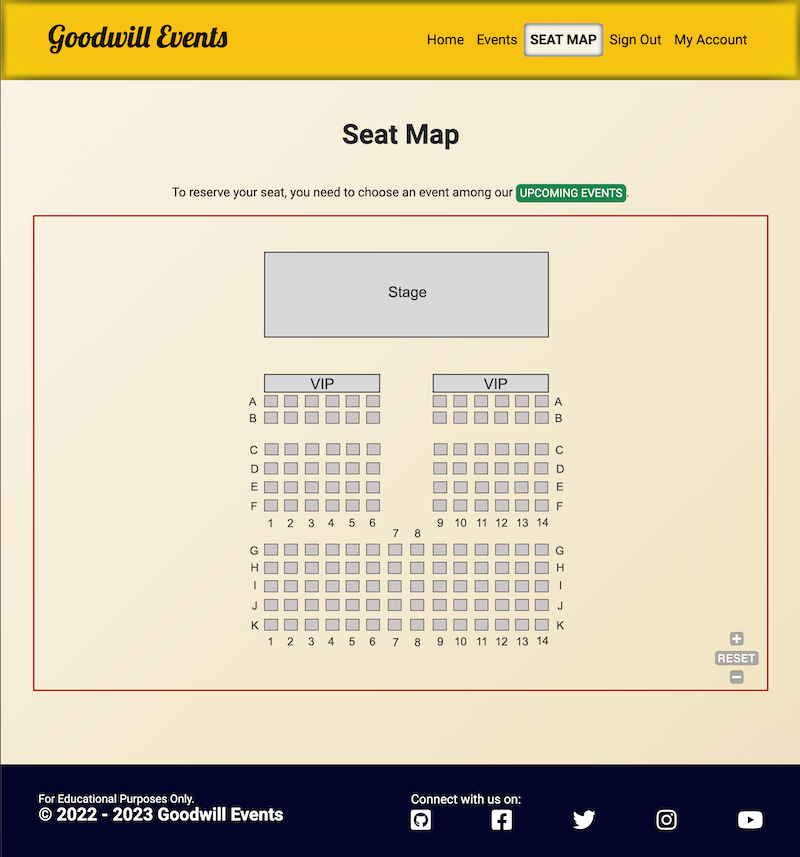 Goodwill Events
Home Events SEAT MAP Sign Out My Account
Seat Map
To reserve your seat, you need to choose an event among our UPCOMING EVENTS.
Stage
VIP VIP
A A
B B
C C
D D
E E
F F
1 2 3 4 5 6 9 10 11 12 13 14
7 8
G G
H H
I I
J J
K K
1 2 3 4 5 6 7 8 9 10 11 12 13 14
+
RESET
−
For Educational Purposes Only.
© 2022 - 2023 Goodwill Events
Connect with us on: